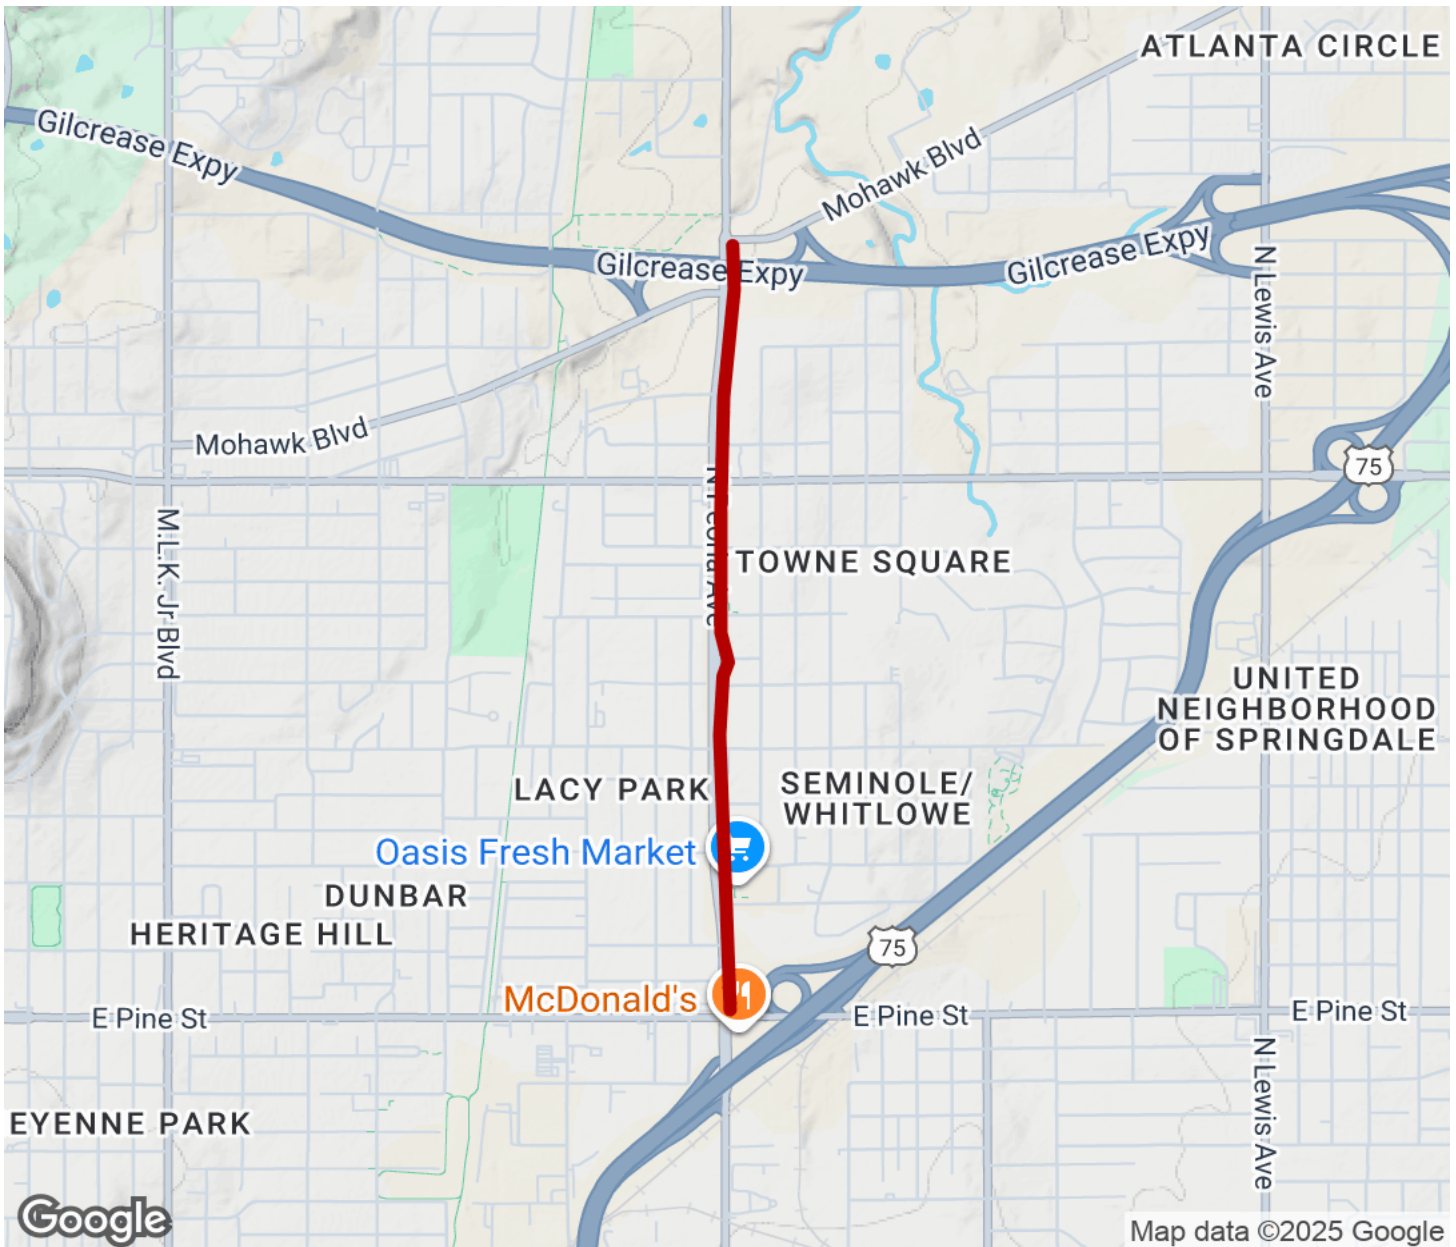 ATLANTA CIRCLE
Gilcrease Expy
Mohawk Blvd
Gilcrease Expy
Gilcrease Expy
N Lewis Ave
Mohawk Blvd
75
M.L.K. Jr Blvd
TOWNE SQUARE
UNITED
NEIGHBORHOOD
OF SPRINGDALE
LACY PARK
SEMINOLE/
WHITLOWE
Oasis Fresh Market
DUNBAR
HERITAGE HILL
75
McDonald's
E Pine St
E Pine St
E Pine St
N Lewis Ave
EYENNE PARK
Google
Map data ©2025 Google